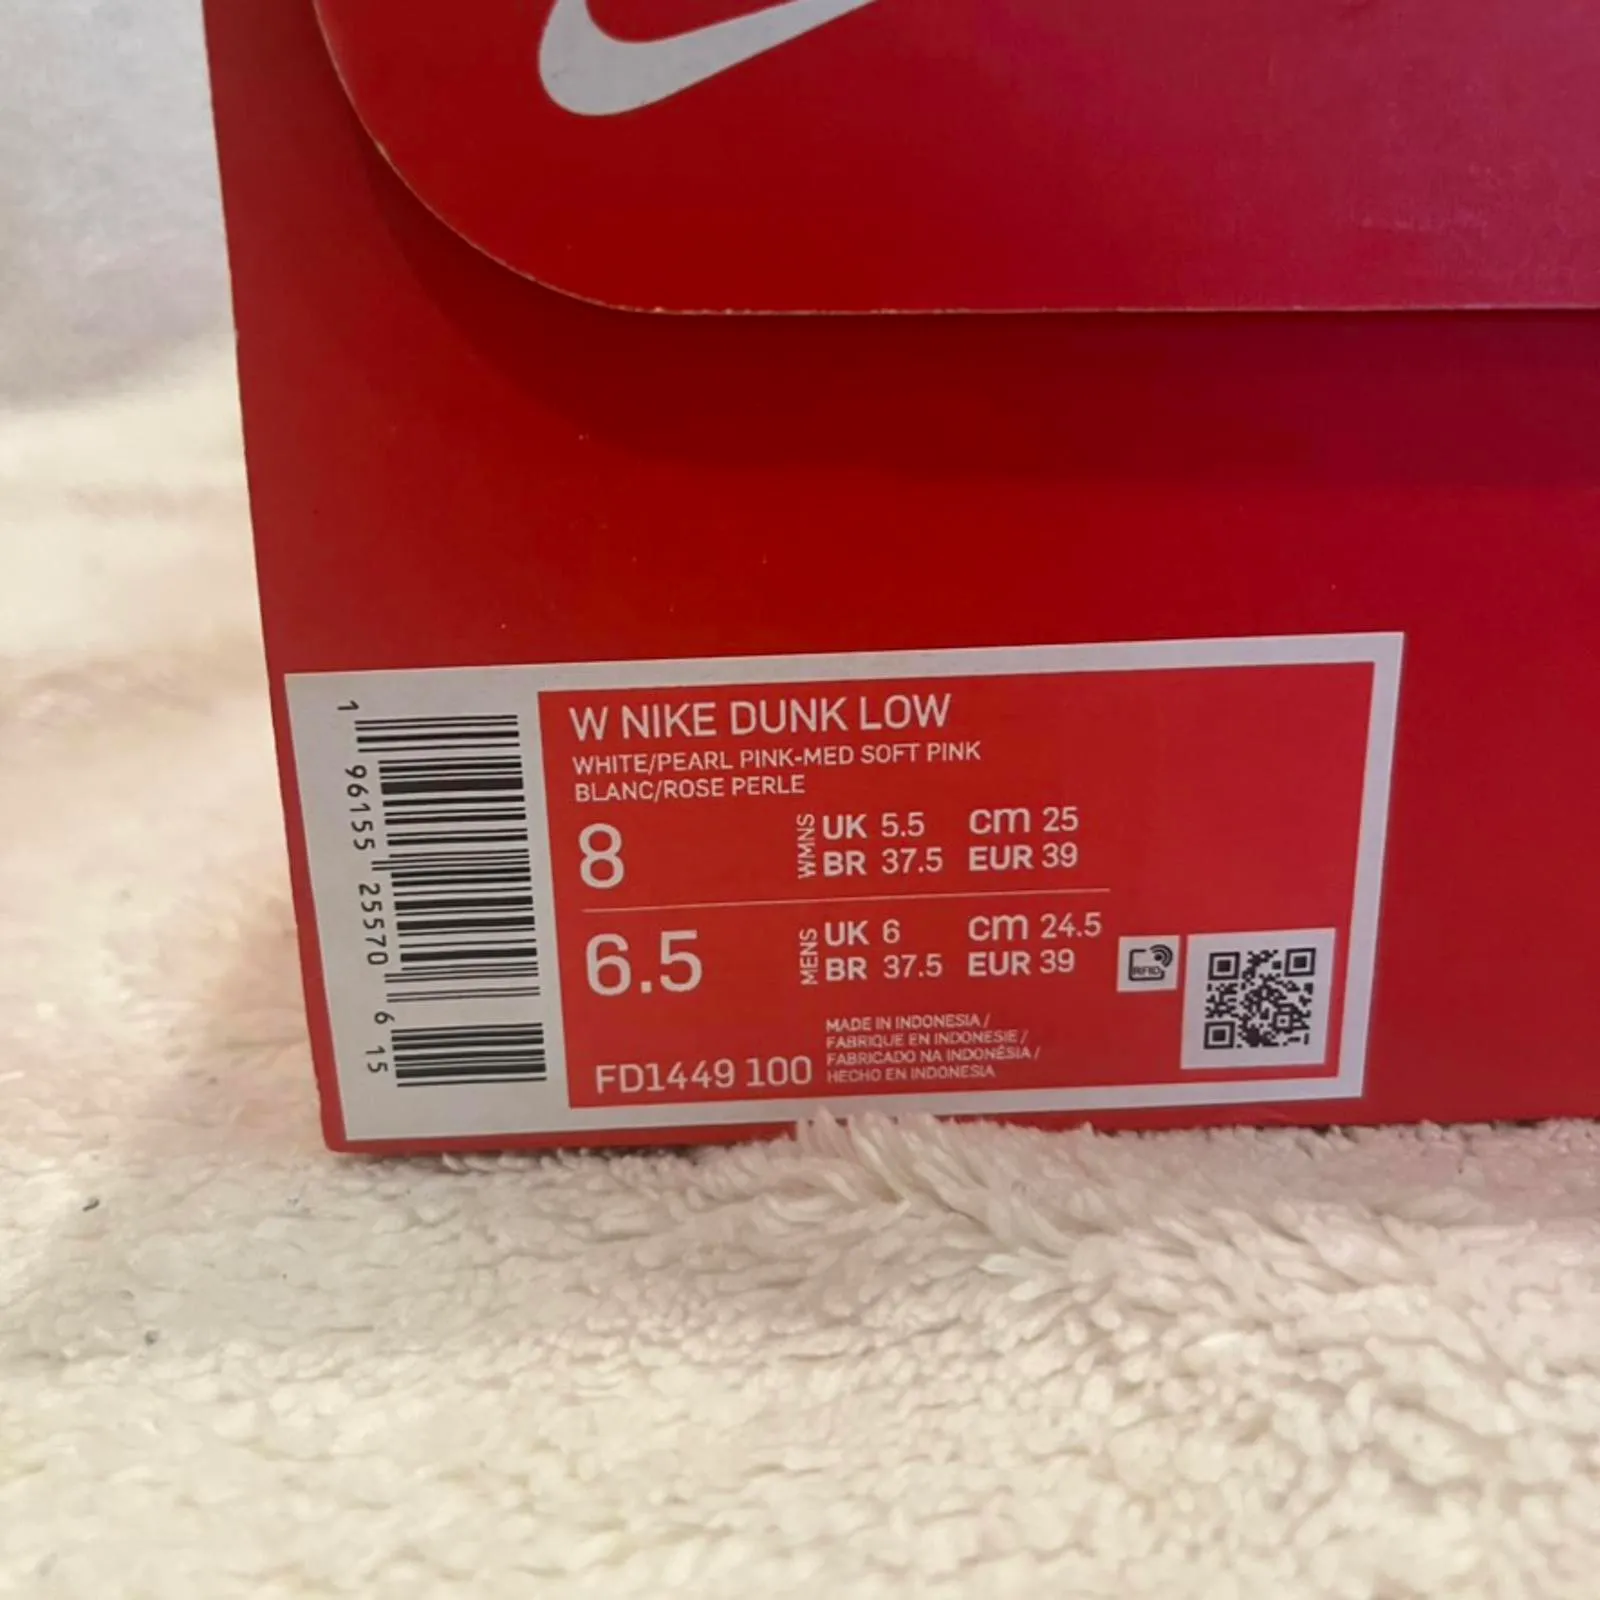 W NIKE DUNK LOW
WHITE/PEARL PINK-MED SOFT PINK
BLANC/ROSE PERLE
8 WMNS UK 5.5 cm 25
BR 37.5 EUR 39
6.5 MENS UK 6 cm 24.5
BR 37.5 EUR 39
RFID
MADE IN INDONESIA /
FABRIQUE EN INDONESIE /
FABRICADO NA INDONÉSIA /
HECHO EN INDONESIA
FD1449 100
1 96155 25570 6 15